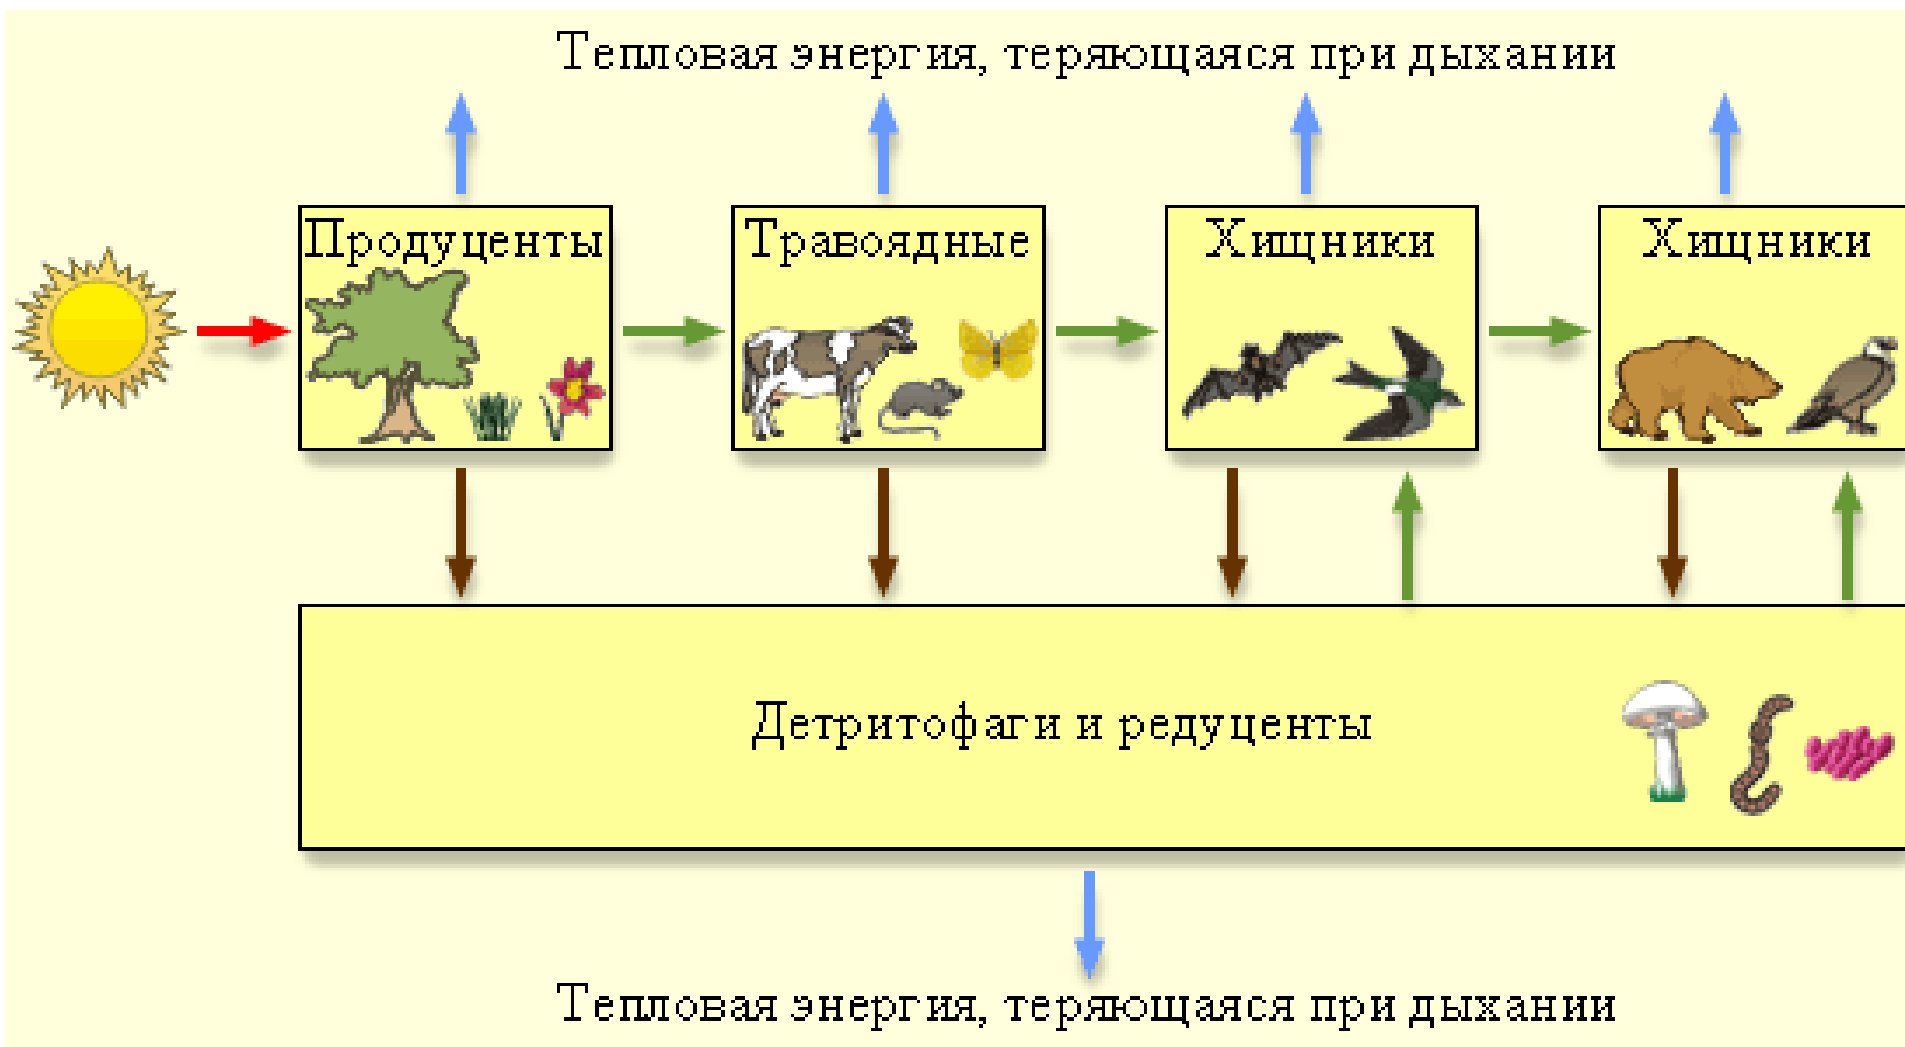 Тепловая энергия, теряющаяся при дыхании
Продуценты
Травоядные
Хищники
Хищники
Детритофаги и редуценты
Тепловая энергия, теряющаяся при дыхании